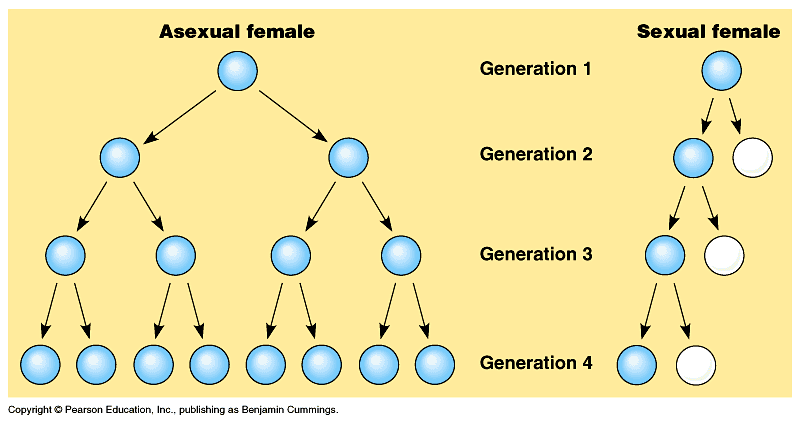 Asexual female
Sexual female
Generation 1
Generation 2
Generation 3
Generation 4
Copyright © Pearson Education, Inc., publishing as Benjamin Cummings.